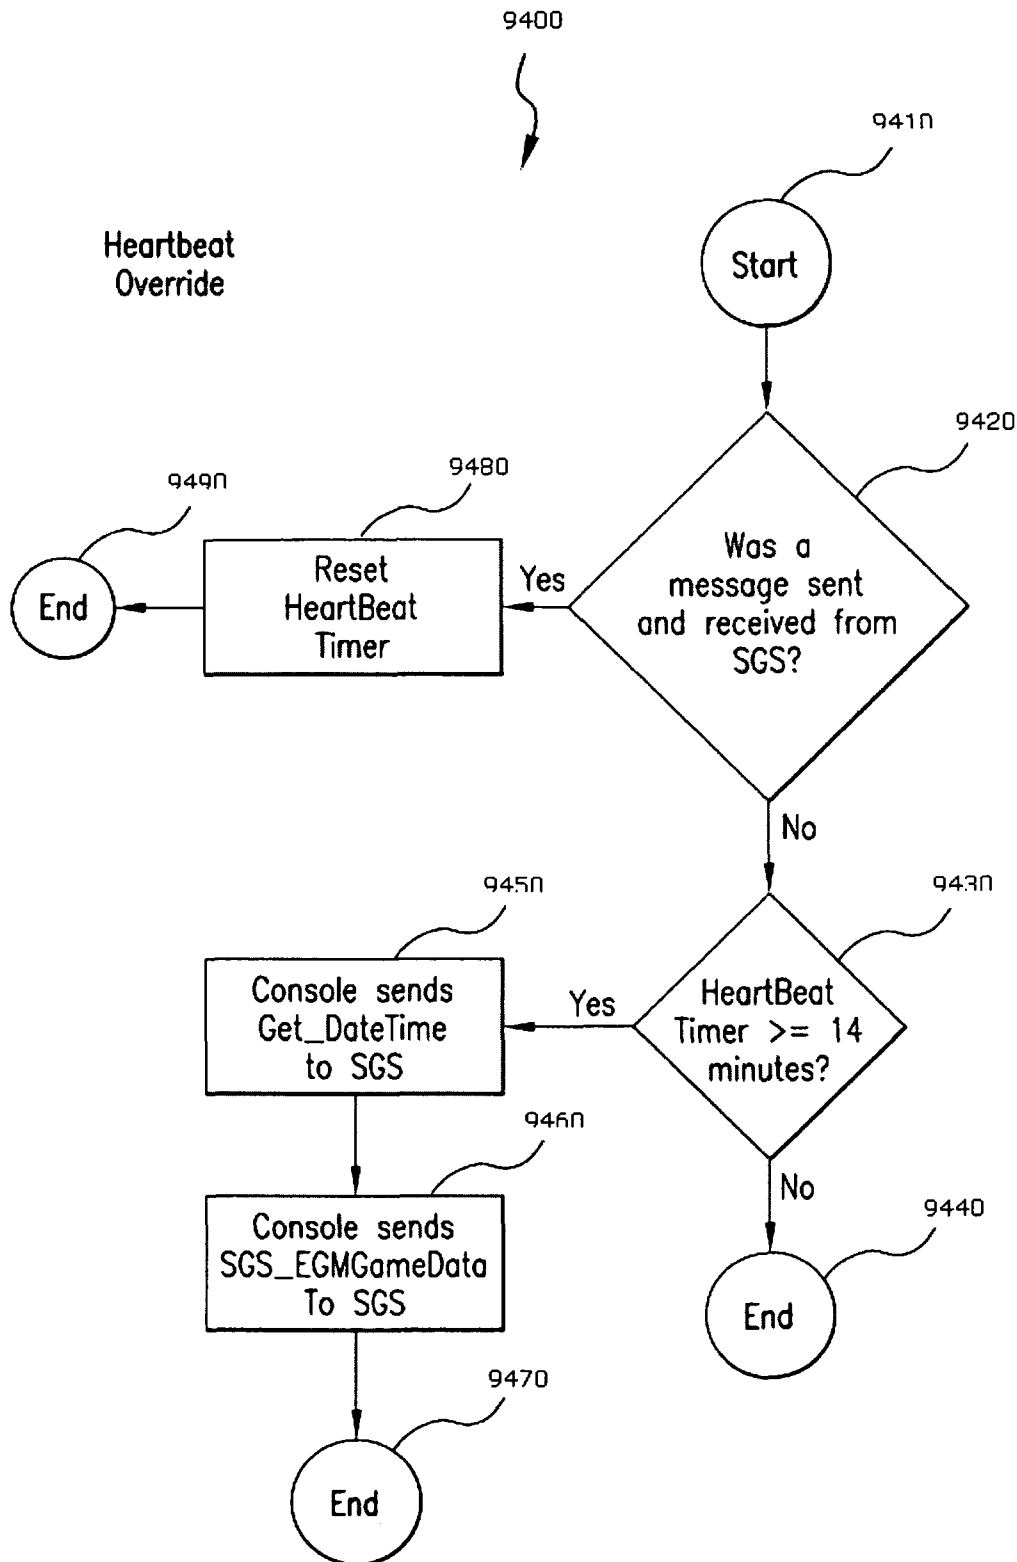 9400
9410
Heartbeat
Override
Start
9420
9490
9480
Was a
message sent
and received from
SGS?
Yes
Reset
HeartBeat
Timer
End
No
9430
9450
HeartBeat
Timer >= 14
minutes?
Yes
Console sends
Get_DateTime
to SGS
9460
No
Console sends
SGS_EGMGameData
To SGS
9440
End
9470
End